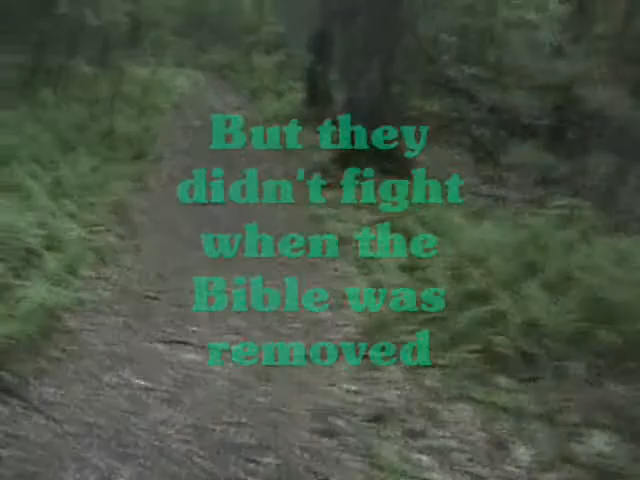 But they
didn't fight
when the
Bible was
removed